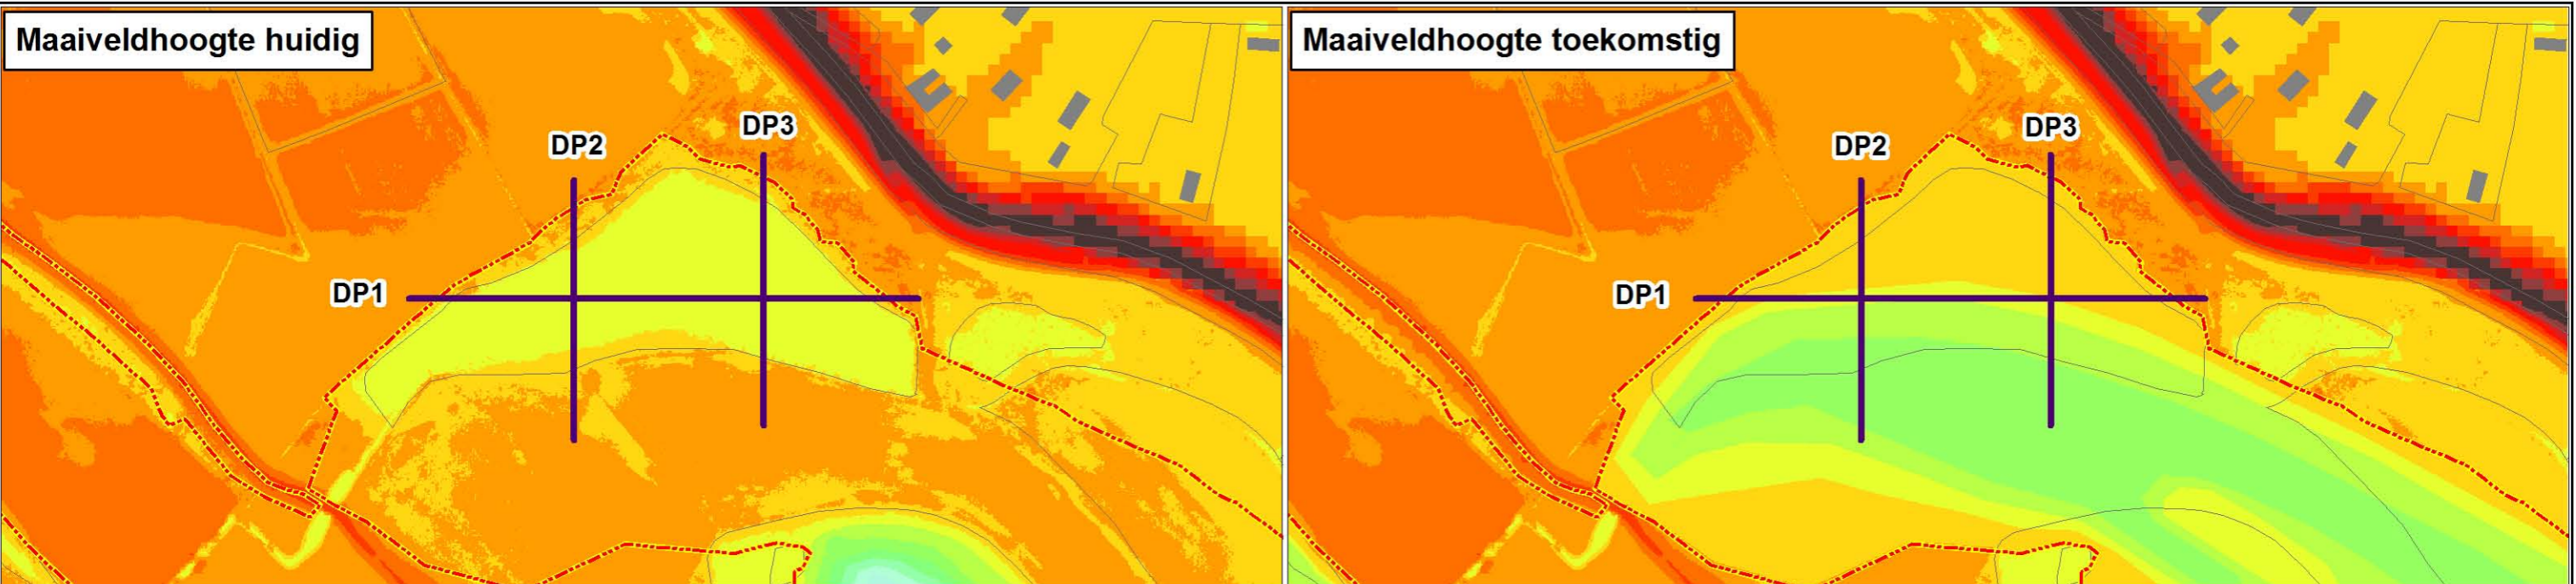 Maaiveldhoogte huidig
DP2
DP3
DP1
Maaiveldhoogte toekomstig
DP2
DP3
DP1